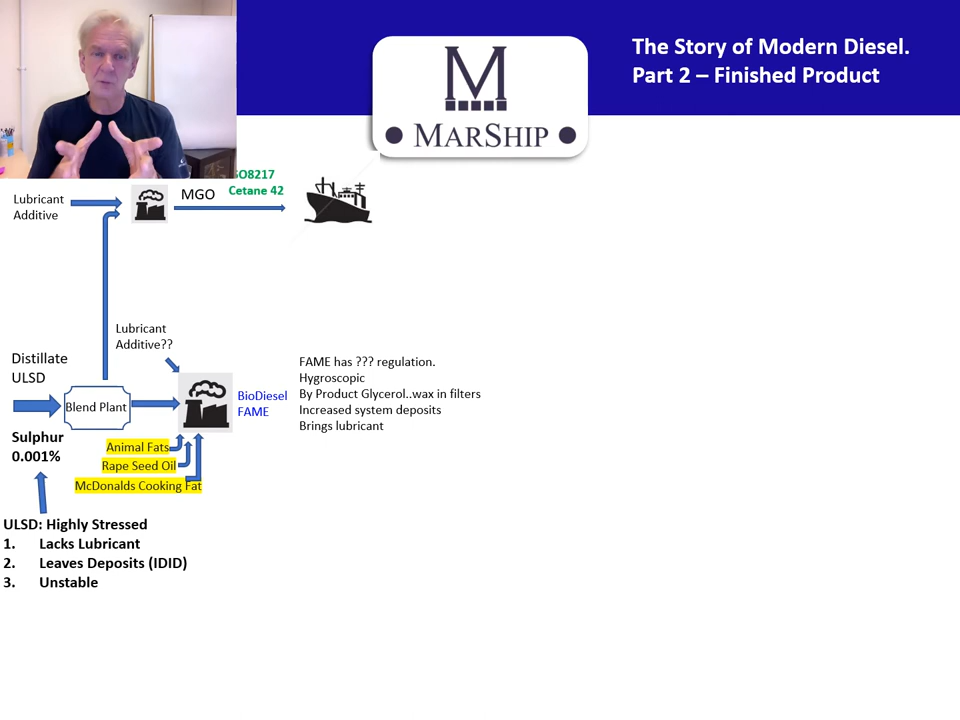 The Story of Modern Diesel.
Part 2 – Finished Product
M
MARSHIP
Lubricant
Additive
MGO
SO8217
Cetane 42
Lubricant
Additive??
Distillate
ULSD
Blend Plant
BioDiesel
FAME
FAME has ??? regulation.
Hygroscopic
By Product Glycerol..wax in filters
Increased system deposits
Brings lubricant
Sulphur
0.001%
Animal Fats
Rape Seed Oil
McDonalds Cooking Fat
ULSD: Highly Stressed
1. Lacks Lubricant
2. Leaves Deposits (IDID)
3. Unstable